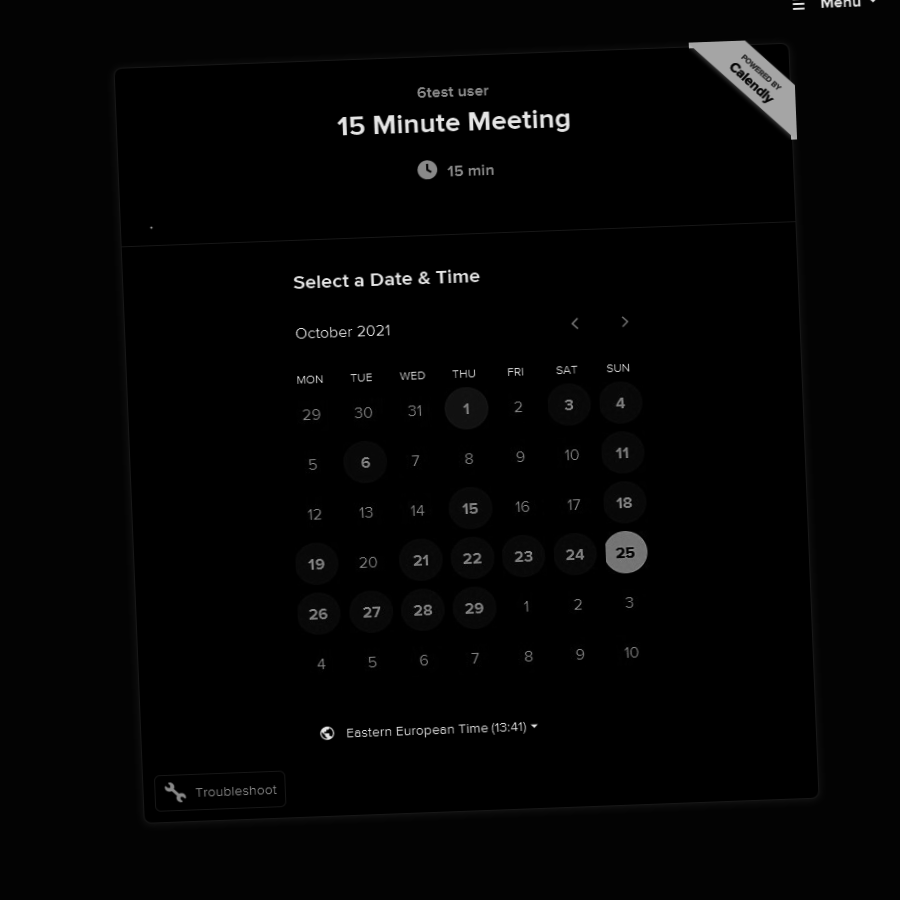 ☰ Menu
POWERED BY
Calendly
6test user
15 Minute Meeting
15 min
Select a Date & Time
October 2021 < >
MON TUE WED THU FRI SAT SUN
29 30 31 1 2 3 4
5 6 7 8 9 10 11
12 13 14 15 16 17 18
19 20 21 22 23 24 25
26 27 28 29 1 2 3
4 5 6 7 8 9 10
Eastern European Time (13:41)
Troubleshoot